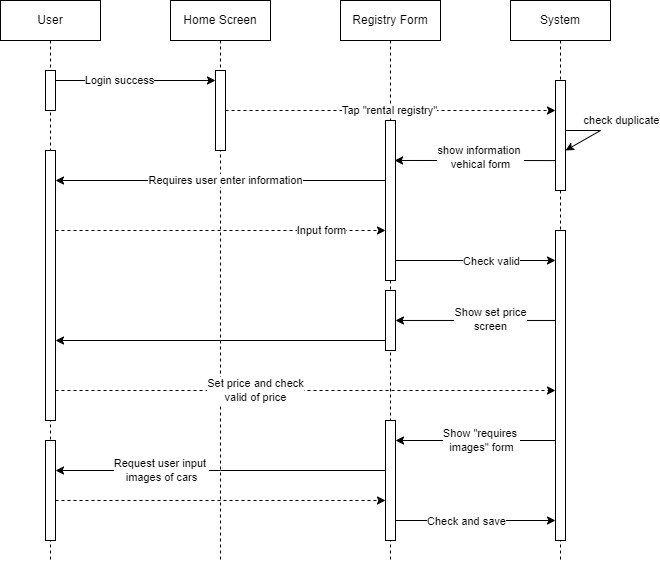 User
Home Screen
Registry Form
System
Login success
Tap "rental registry"
check duplicate
show information
vehical form
Requires user enter information
Input form
Check valid
Show set price
screen
Set price and check
valid of price
Show "requires
images" form
Request user input
images of cars
Check and save